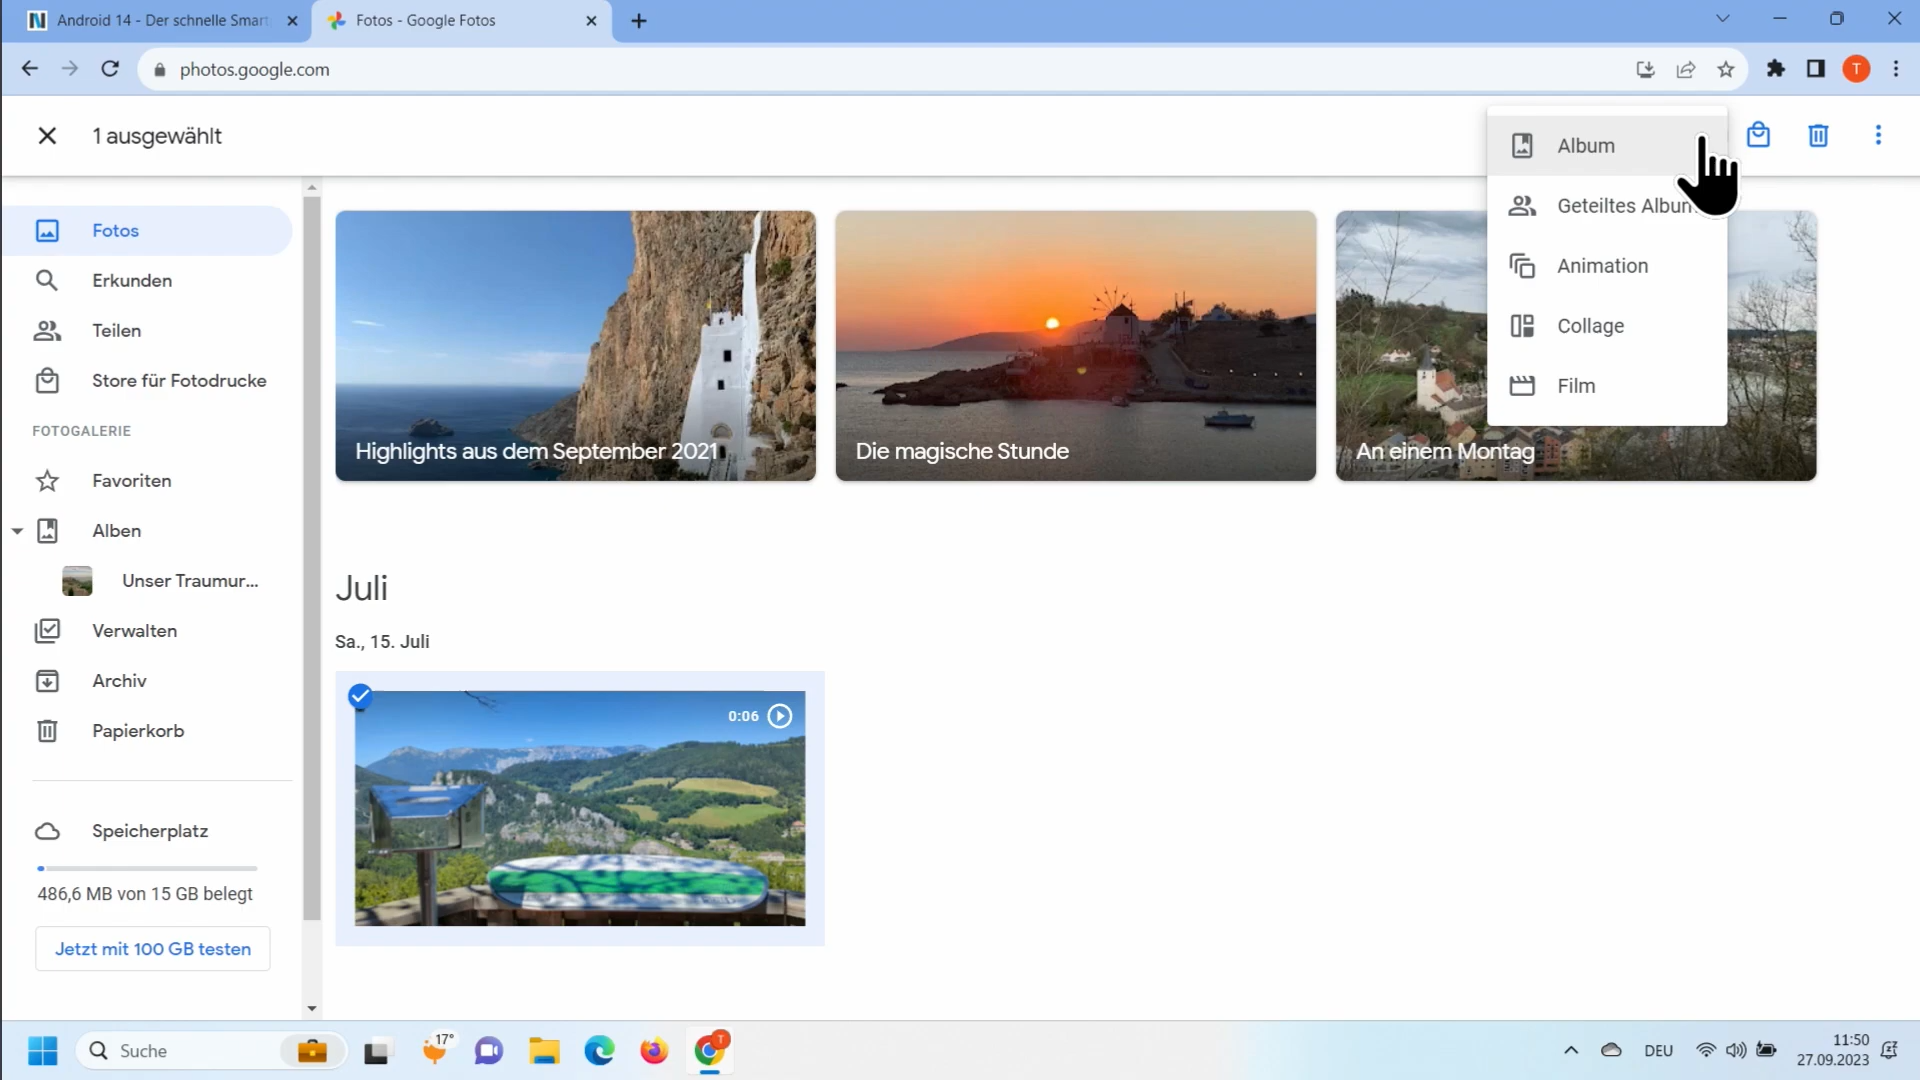 Android 14 - Der schnelle Smart
Fotos - Google Fotos
photos.google.com
T
1 ausgewählt
Album
Geteiltes Album
Animation
Collage
Film
Fotos
Erkunden
Teilen
Store für Fotodrucke
FOTOGALERIE
Favoriten
Alben
Unser Traumur...
Verwalten
Archiv
Papierkorb
Speicherplatz
486,6 MB von 15 GB belegt
Jetzt mit 100 GB testen
Highlights aus dem September 2021
Die magische Stunde
An einem Montag
Juli
Sa., 15. Juli
0:06
Suche
17°
T
DEU
11:50
27.09.2023